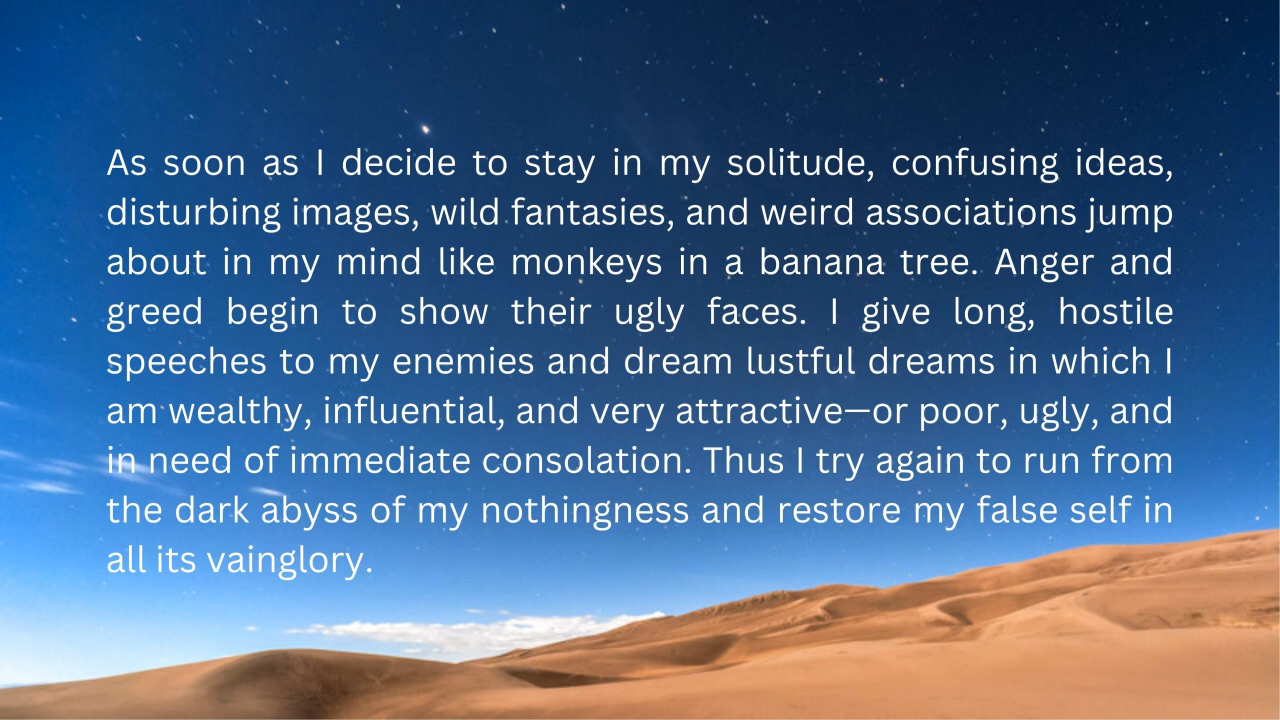 As soon as I decide to stay in my solitude, confusing ideas,
disturbing images, wild fantasies, and weird associations jump
about in my mind like monkeys in a banana tree. Anger and
greed begin to show their ugly faces. I give long, hostile
speeches to my enemies and dream lustful dreams in which I
am wealthy, influential, and very attractive—or poor, ugly, and
in need of immediate consolation. Thus I try again to run from
the dark abyss of my nothingness and restore my false self in
all its vainglory.